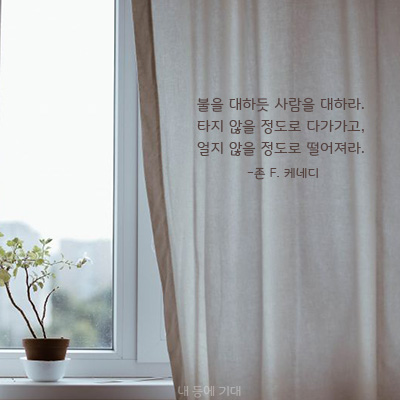 불을 대하듯 사람을 대하라.
타지 않을 정도로 다가가고,
얼지 않을 정도로 떨어져라.
-존 F. 케네디
내 등에 기대